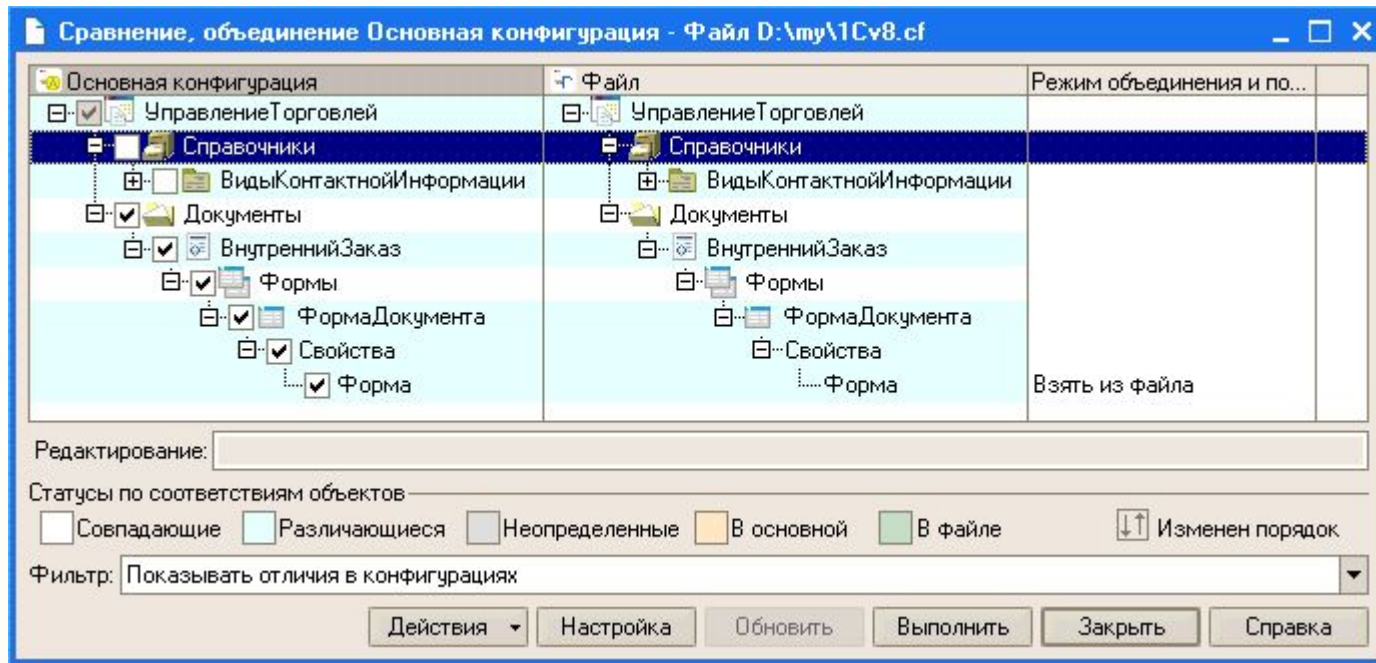 Сравнение, объединение Основная конфигурация - Файл D:\my\1Cv8.cf
Основная конфигурация Файл Режим объединения и по...
УправлениеТорговлей УправлениеТорговлей
Справочники Справочники
ВидыКонтактнойИнформации ВидыКонтактнойИнформации
Документы Документы
ВнутреннийЗаказ ВнутреннийЗаказ
Формы Формы
ФормаДокумента ФормаДокумента
Свойства Свойства
Форма Форма Взять из файла
Редактирование:
Статусы по соответствиям объектов
Совпадающие Различающиеся Неопределенные В основной В файле Изменен порядок
Фильтр: Показывать отличия в конфигурациях
Действия Настройка Обновить Выполнить Закрыть Справка